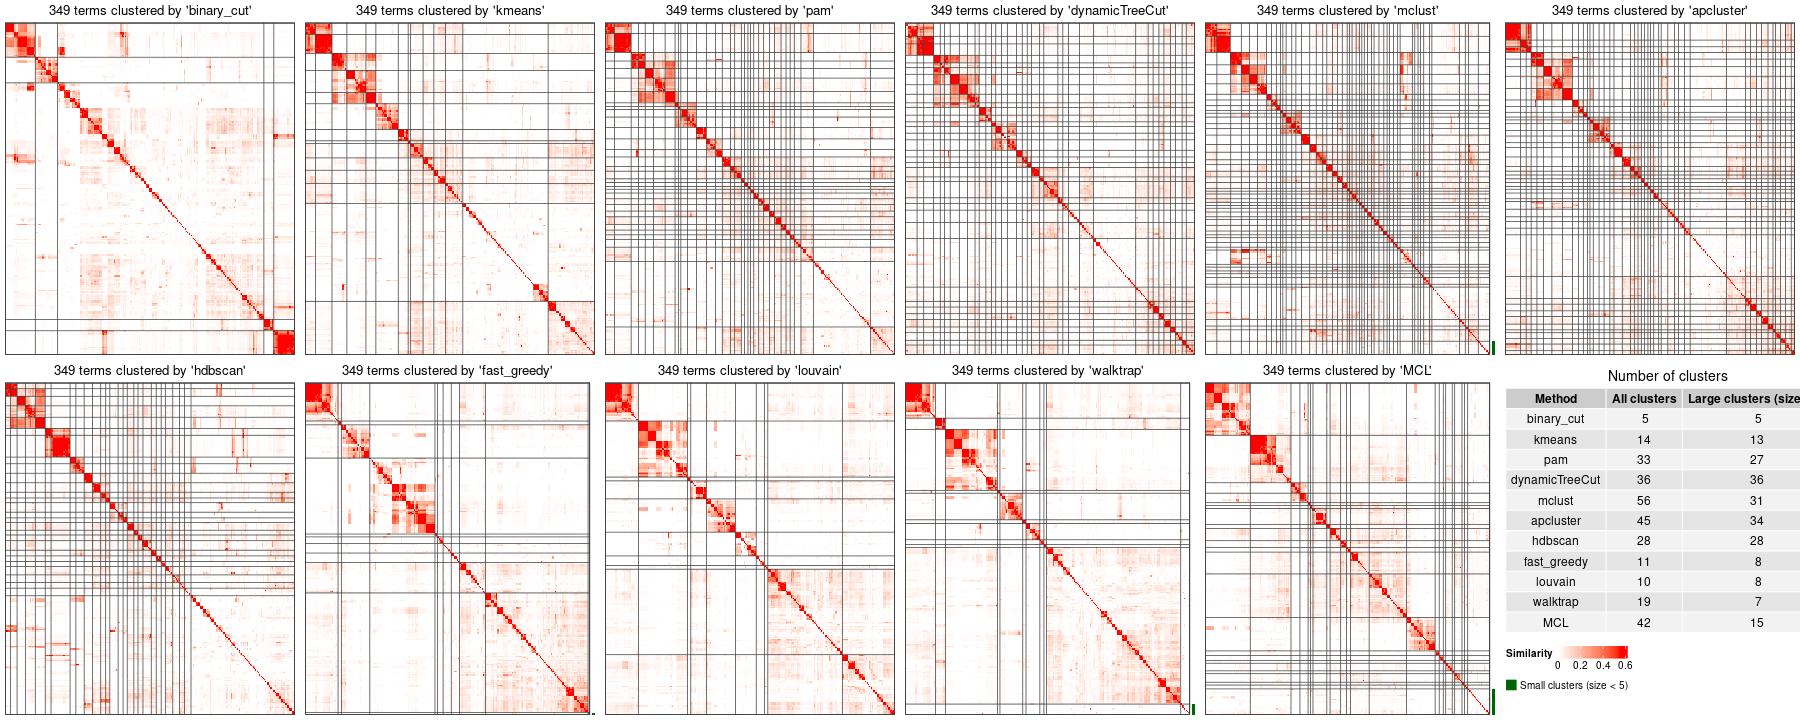 349 terms clustered by 'binary_cut'
349 terms clustered by 'kmeans'
349 terms clustered by 'pam'
349 terms clustered by 'dynamicTreeCut'
349 terms clustered by 'mclust'
349 terms clustered by 'apcluster'
349 terms clustered by 'hdbscan'
349 terms clustered by 'fast_greedy'
349 terms clustered by 'louvain'
349 terms clustered by 'walktrap'
349 terms clustered by 'MCL'
Number of clusters
Method All clusters Large clusters (size
binary_cut 5 5
kmeans 14 13
pam 33 27
dynamicTreeCut 36 36
mclust 56 31
apcluster 45 34
hdbscan 28 28
fast_greedy 11 8
louvain 10 8
walktrap 19 7
MCL 42 15
Similarity
0 0.2 0.4 0.6
Small clusters (size < 5)